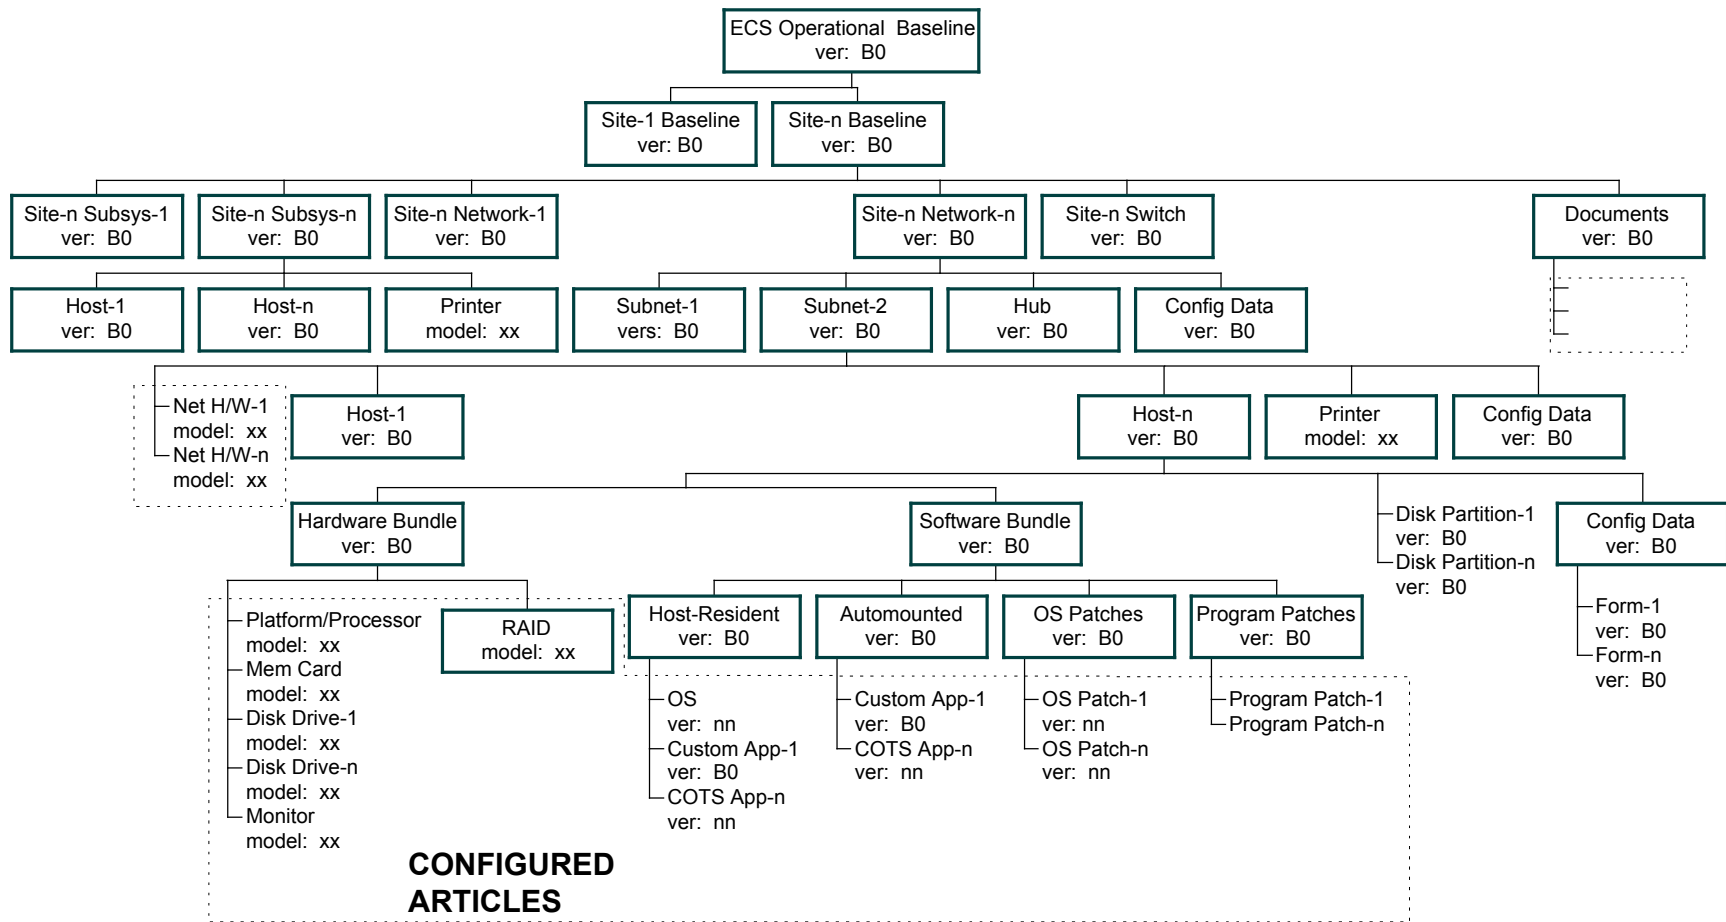 ECS Operational Baseline
ver: B0
Site-1 Baseline
ver: B0
Site-n Baseline
ver: B0
Site-n Subsys-1
ver: B0
Site-n Subsys-n
ver: B0
Site-n Network-1
ver: B0
Site-n Network-n
ver: B0
Site-n Switch
ver: B0
Documents
ver: B0
Host-1
ver: B0
Host-n
ver: B0
Printer
model: xx
Subnet-1
vers: B0
Subnet-2
ver: B0
Hub
ver: B0
Config Data
ver: B0
Net H/W-1
model: xx
Net H/W-n
model: xx
Host-1
ver: B0
Host-n
ver: B0
Printer
model: xx
Config Data
ver: B0
Hardware Bundle
ver: B0
Software Bundle
ver: B0
Disk Partition-1
ver: B0
Disk Partition-n
ver: B0
Config Data
ver: B0
Form-1
ver: B0
Form-n
ver: B0
Platform/Processor
model: xx
Mem Card
model: xx
Disk Drive-1
model: xx
Disk Drive-n
model: xx
Monitor
model: xx
RAID
model: xx
Host-Resident
ver: B0
Automounted
ver: B0
OS Patches
ver: B0
Program Patches
ver: B0
OS
ver: nn
Custom App-1
ver: B0
COTS App-n
ver: nn
Custom App-1
ver: B0
COTS App-n
ver: nn
OS Patch-1
ver: nn
OS Patch-n
ver: nn
Program Patch-1
Program Patch-n
CONFIGURED
ARTICLES